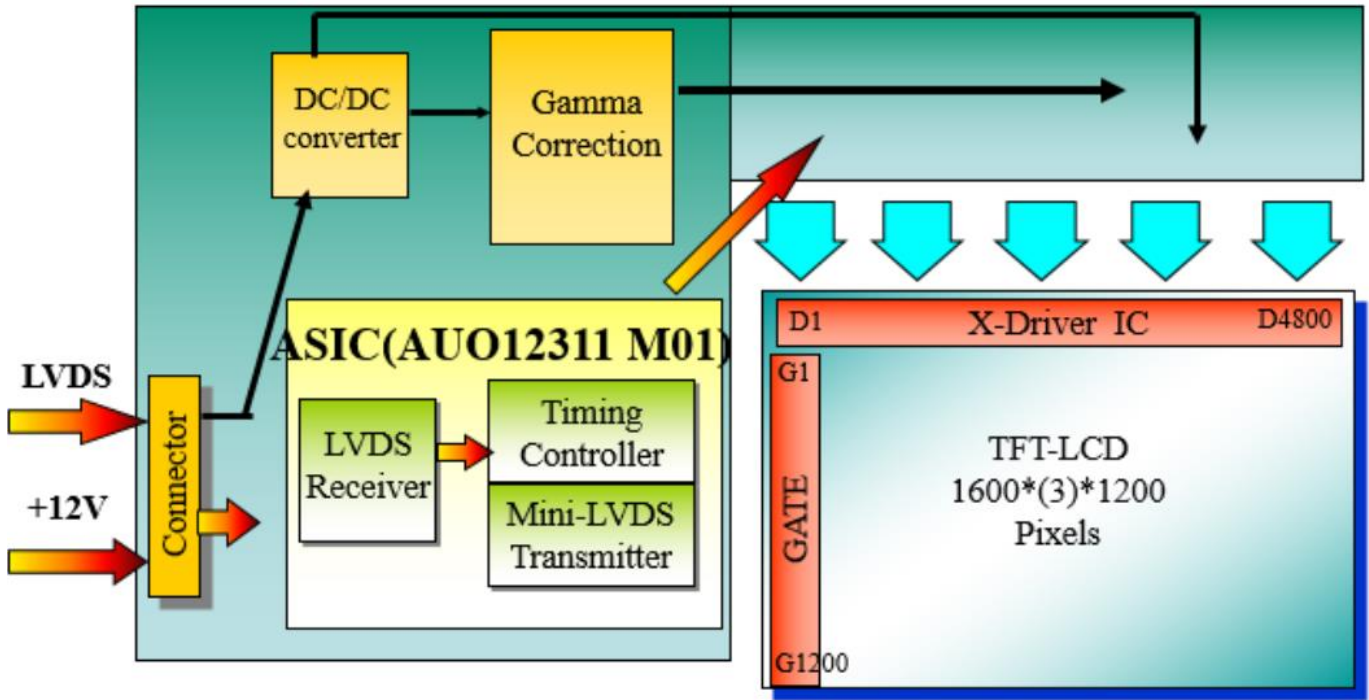 DC/DC
converter
Gamma
Correction
ASIC(AUO12311 M01)
LVDS
+12V
Connector
LVDS
Receiver
Timing
Controller
Mini-LVDS
Transmitter
D1
X-Driver IC
D4800
G1
GATE
G1200
TFT-LCD
1600*(3)*1200
Pixels